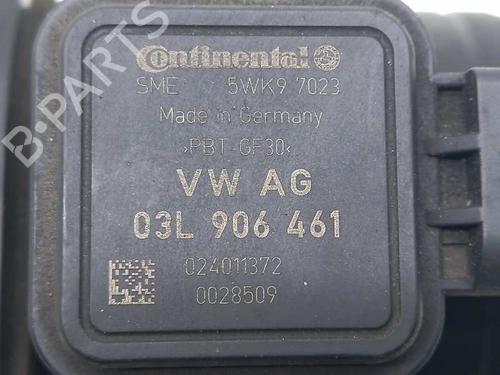 B-PARTS
Continental
SME 5WK9 7023
Made in Germany
>PBT-GF30<
VW AG
03L 906 461
024011372
0028509